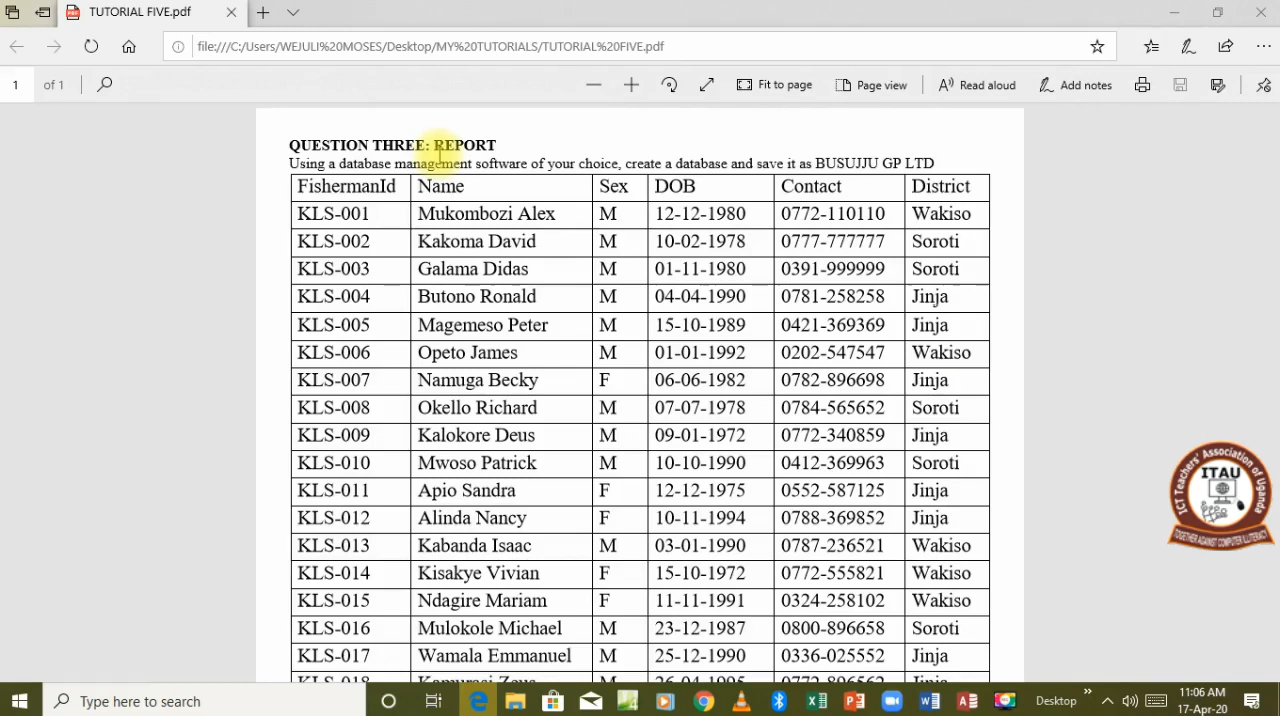 TUTORIAL FIVE.pdf
file:///C:/Users/WEJULI%20MOSES/Desktop/MY%20TUTORIALS/TUTORIAL%20FIVE.pdf
1 of 1 Fit to page Page view Read aloud Add notes
QUESTION THREE: REPORT
Using a database management software of your choice, create a database and save it as BUSUJJU GP LTD
FishermanId Name Sex DOB Contact District
KLS-001 Mukombozi Alex M 12-12-1980 0772-110110 Wakiso
KLS-002 Kakoma David M 10-02-1978 0777-777777 Soroti
KLS-003 Galama Didas M 01-11-1980 0391-999999 Soroti
KLS-004 Butono Ronald M 04-04-1990 0781-258258 Jinja
KLS-005 Magemeso Peter M 15-10-1989 0421-369369 Jinja
KLS-006 Opeto James M 01-01-1992 0202-547547 Wakiso
KLS-007 Namuga Becky F 06-06-1982 0782-896698 Jinja
KLS-008 Okello Richard M 07-07-1978 0784-565652 Soroti
KLS-009 Kalokore Deus M 09-01-1972 0772-340859 Jinja
KLS-010 Mwoso Patrick M 10-10-1990 0412-369963 Soroti
KLS-011 Apio Sandra F 12-12-1975 0552-587125 Jinja
KLS-012 Alinda Nancy F 10-11-1994 0788-369852 Jinja
KLS-013 Kabanda Isaac M 03-01-1990 0787-236521 Wakiso
KLS-014 Kisakye Vivian F 15-10-1972 0772-555821 Wakiso
KLS-015 Ndagire Mariam F 11-11-1991 0324-258102 Wakiso
KLS-016 Mulokole Michael M 23-12-1987 0800-896658 Soroti
KLS-017 Wamala Emmanuel M 25-12-1990 0336-025552 Jinja
ICT Teachers' Association of Uganda
ITAU
TOGETHER AGAINST COMPUTER ILLITERACY
Type here to search
Desktop
11:06 AM
17-Apr-20